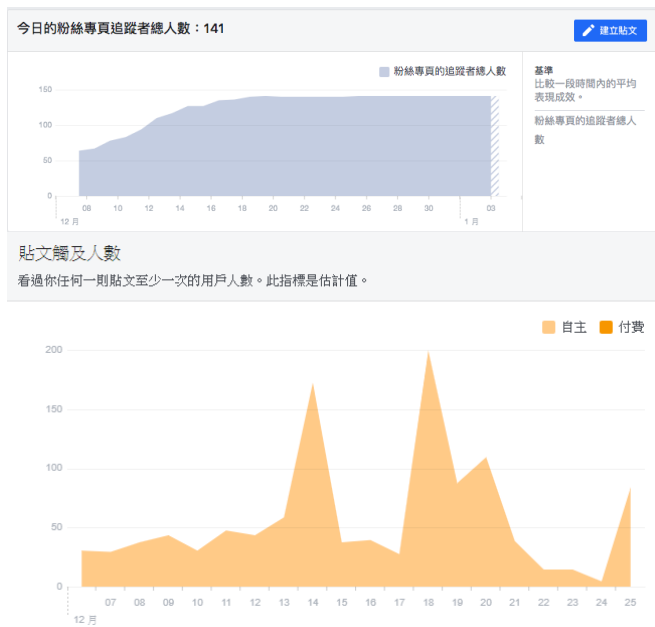 今日的粉絲專頁追蹤者總人數：141
建立貼文
粉絲專頁的追蹤者總人數
150
100
50
0
08 10 12 14 16 18 20 22 24 26 28 30 03
12 月
1 月
基準
比較一段時間內的平均
表現成效。
粉絲專頁的追蹤者總人
數
貼文觸及人數
看過你任何一則貼文至少一次的用戶人數。此指標是估計值。
自主 付費
200
150
100
50
0
07 08 09 10 11 12 13 14 15 16 17 18 19 20 21 22 23 24 25
12 月